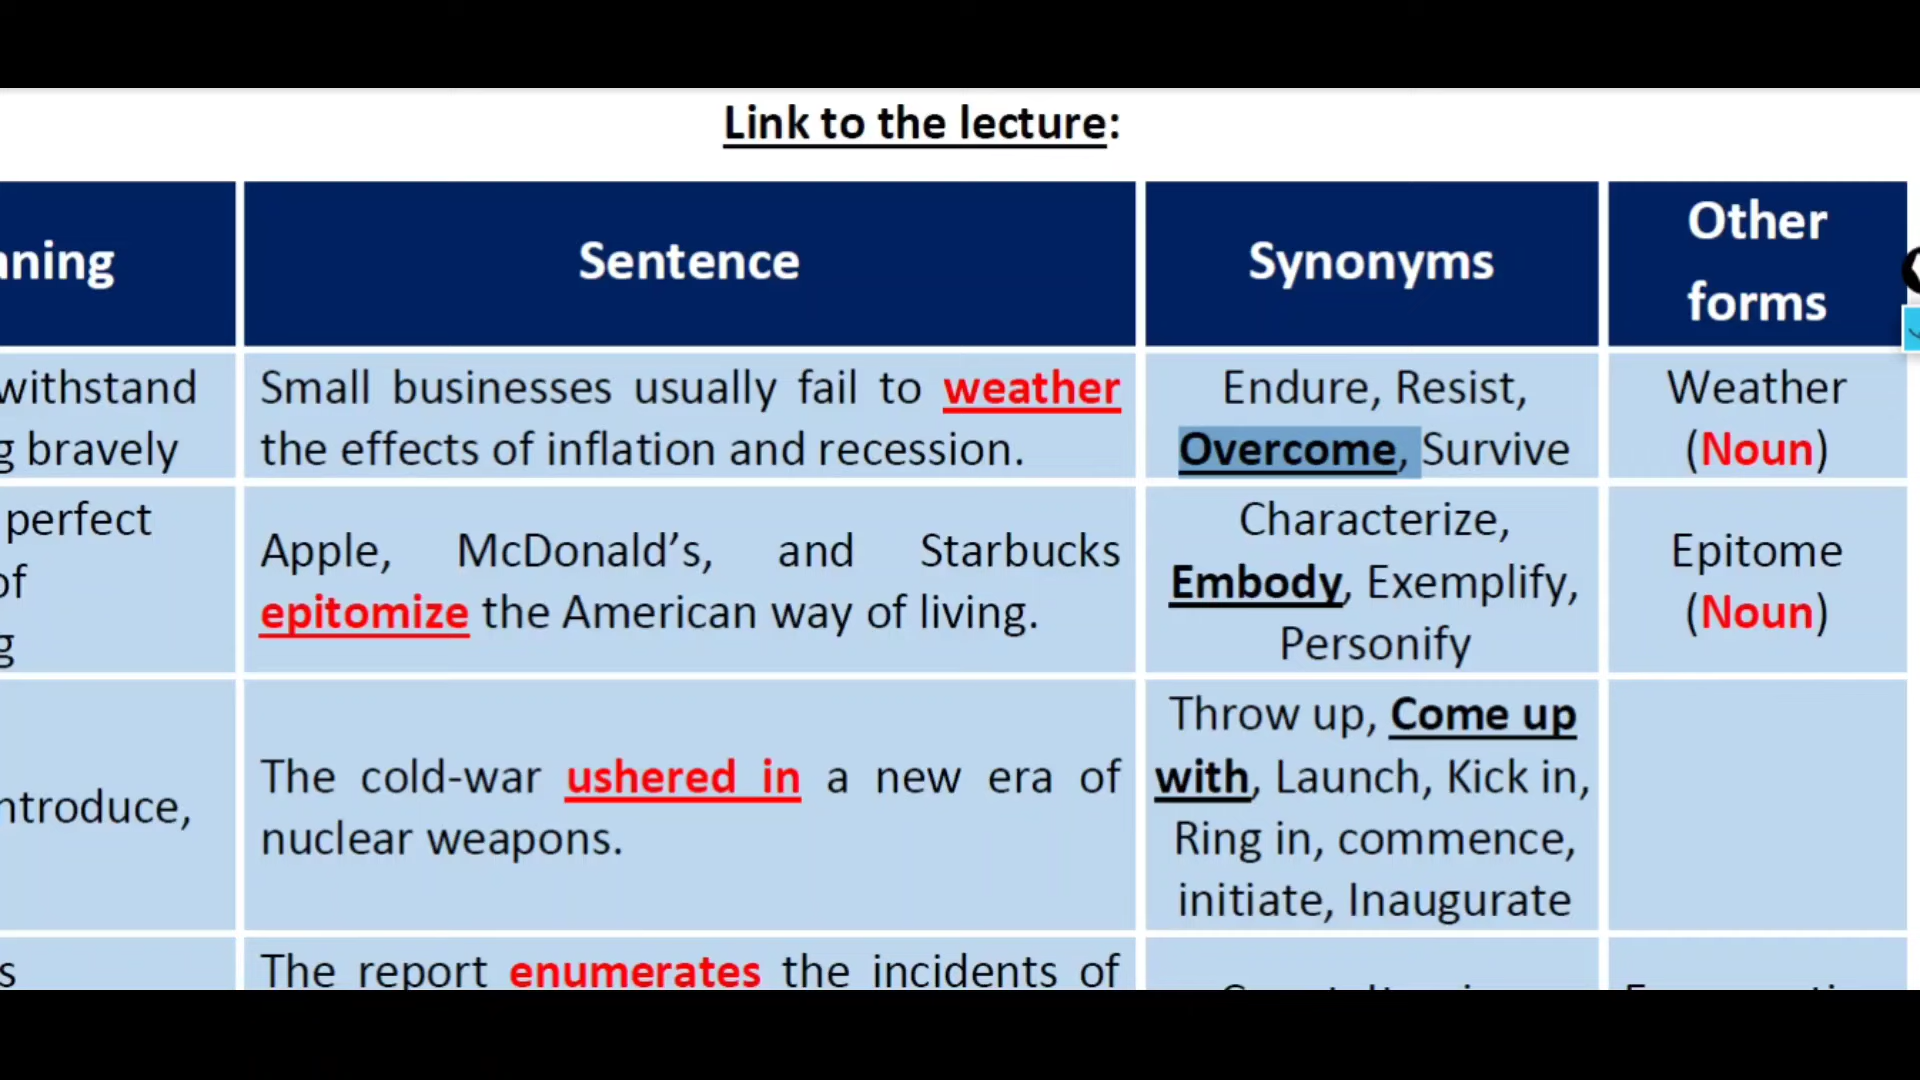 Link to the lecture:
Sentence
Synonyms
Other
forms
withstand
bravely
Small businesses usually fail to weather
the effects of inflation and recession.
Endure, Resist,
Overcome, Survive
Weather
(Noun)
perfect
of
Apple, McDonald’s, and Starbucks
epitomize the American way of living.
Characterize,
Embody, Exemplify,
Personify
Epitome
(Noun)
ntroduce,
The cold-war ushered in a new era of
nuclear weapons.
Throw up, Come up
with, Launch, Kick in,
Ring in, commence,
initiate, Inaugurate
The report enumerates the incidents of